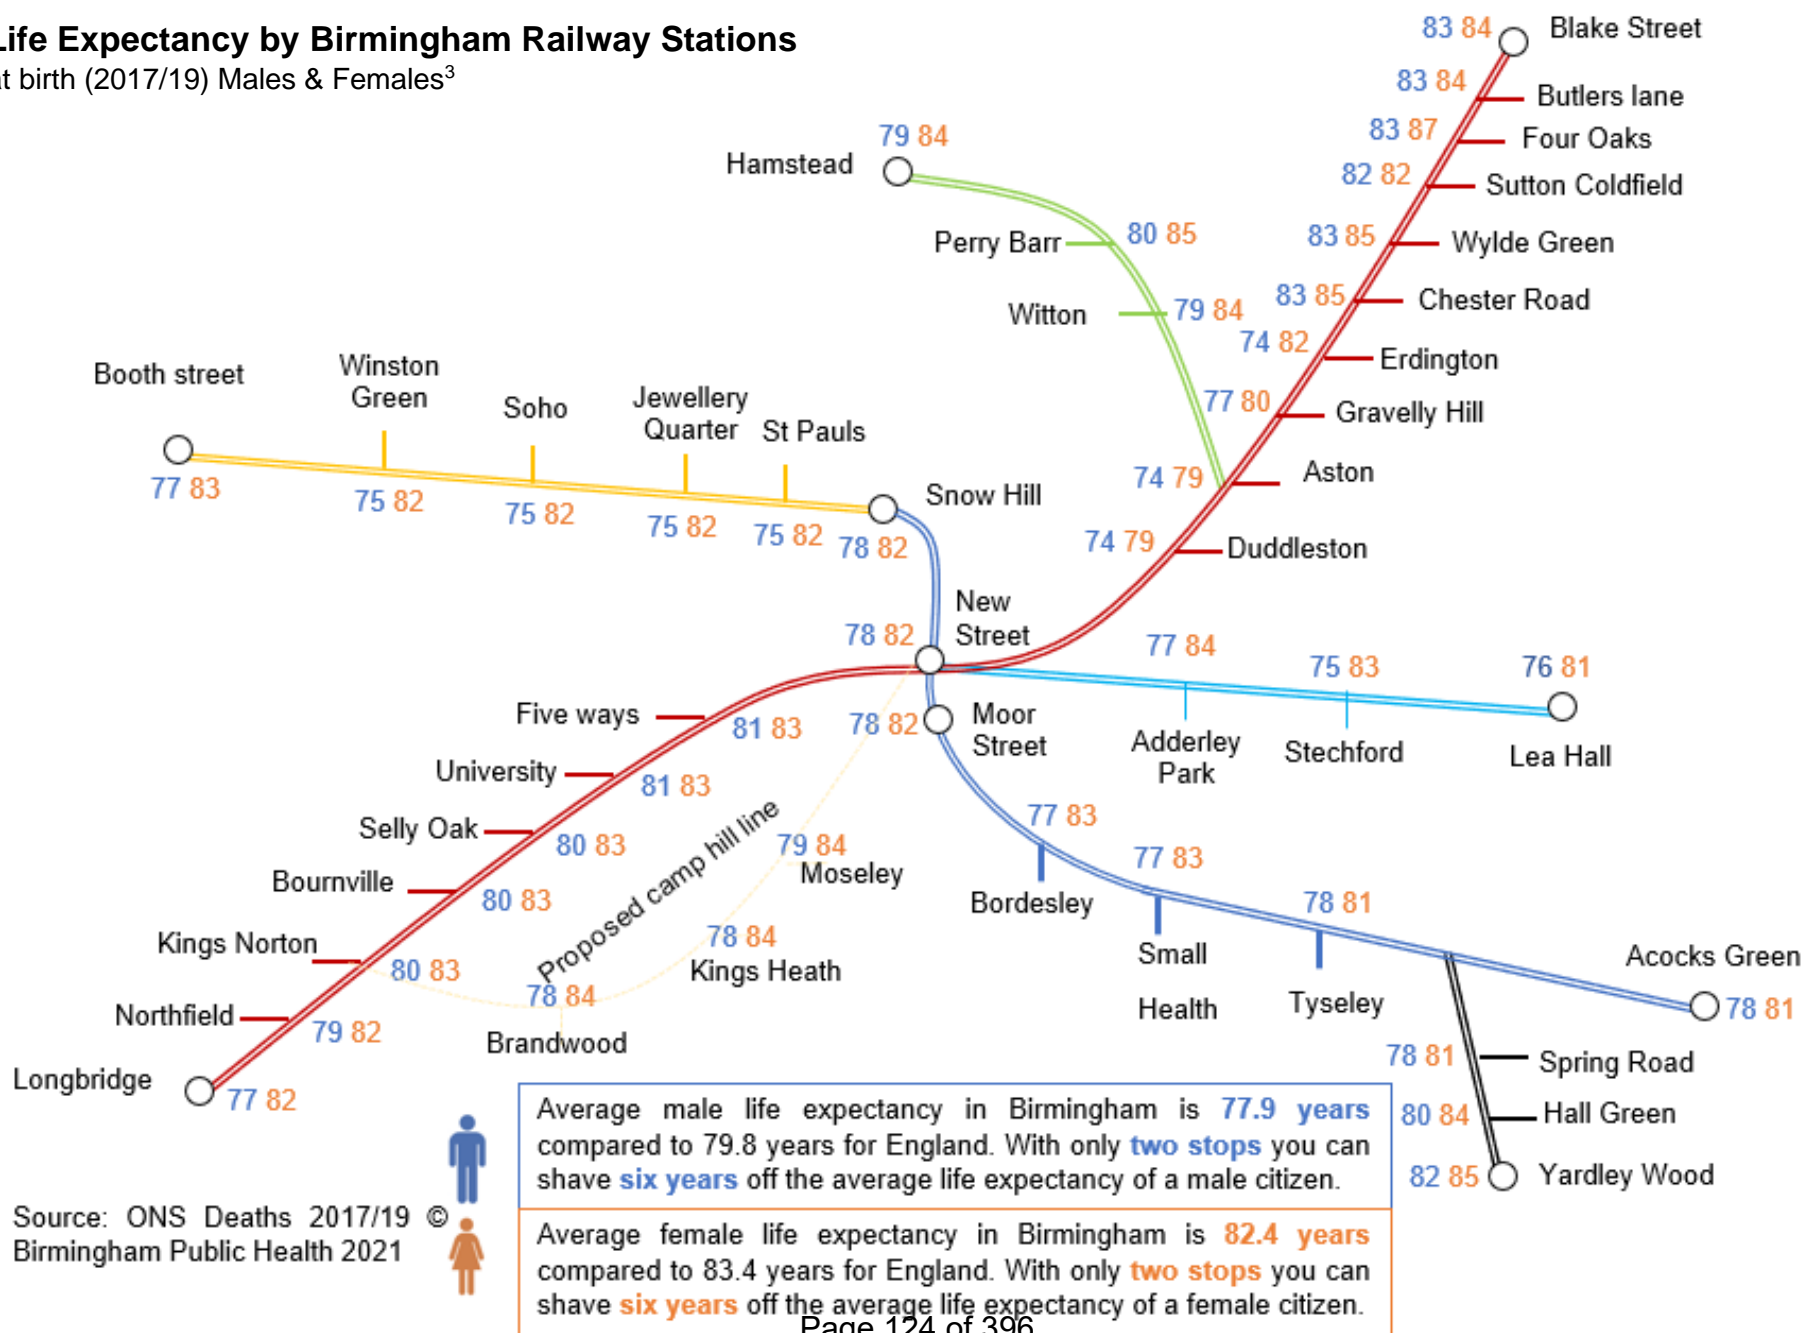 Life Expectancy by Birmingham Railway Stations
at birth (2017/19) Males & Females3
83 84
Blake Street
83 84
Butlers lane
83 87
Four Oaks
82 82
Sutton Coldfield
83 85
Wylde Green
83 85
Chester Road
74 82
Erdington
77 80
Gravelly Hill
74 79
Aston
74 79
Duddleston
79 84
Hamstead
Perry Barr
80 85
Witton
79 84
Booth street
77 83
Winston
Green
75 82
Soho
75 82
Jewellery
Quarter
75 82
St Pauls
75 82
Snow Hill
78 82
New
Street
78 82
77 84
Adderley
Park
75 83
Stechford
76 81
Lea Hall
Five ways
81 83
University
81 83
Selly Oak
80 83
Bournville
80 83
Kings Norton
80 83
Northfield
79 82
Longbridge
77 82
Proposed camp hill line
79 84
Moseley
78 84
Kings Heath
78 84
Brandwood
78 82
Moor
Street
77 83
Bordesley
77 83
Small
Health
78 81
Tyseley
Acocks Green
78 81
78 81
Spring Road
80 84
Hall Green
82 85
Yardley Wood
Average male life expectancy in Birmingham is 77.9 years
compared to 79.8 years for England. With only two stops you can
shave six years off the average life expectancy of a male citizen.
Average female life expectancy in Birmingham is 82.4 years
compared to 83.4 years for England. With only two stops you can
shave six years off the average life expectancy of a female citizen.
Source: ONS Deaths 2017/19 ©
Birmingham Public Health 2021
Page 124 of 396